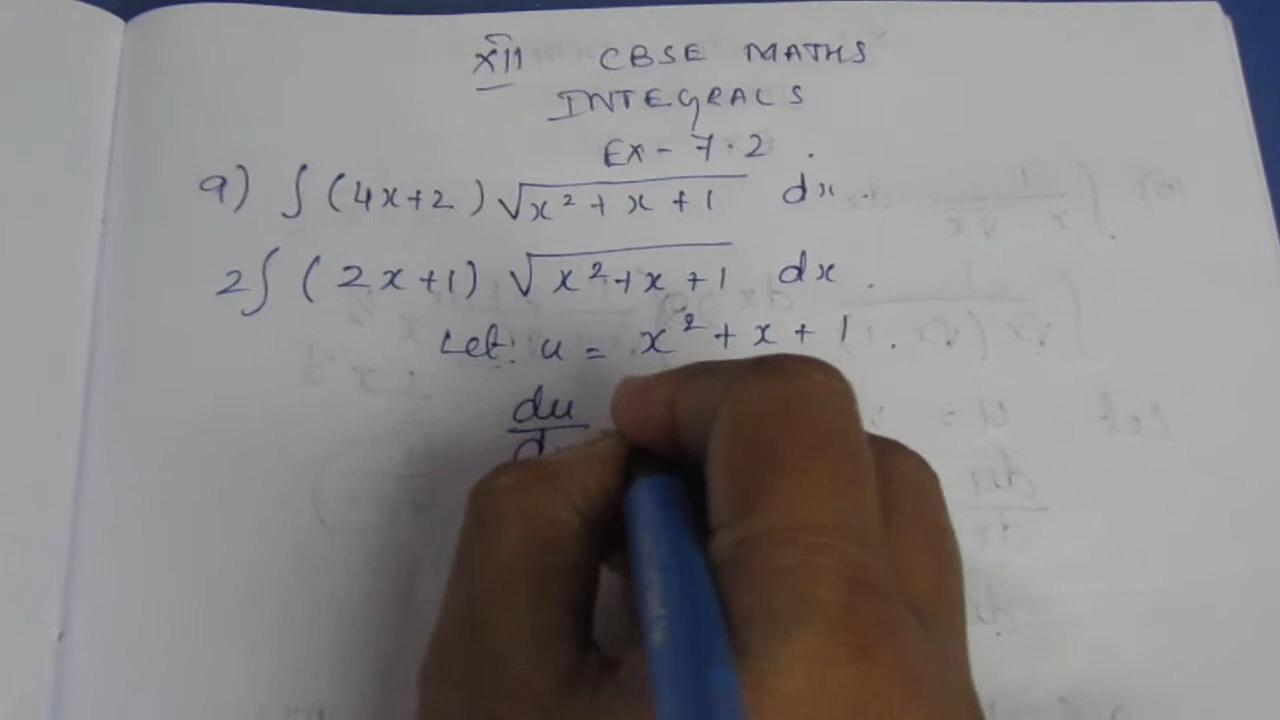 XII CBSE MATHS
INTEGRALS
Ex - 7.2
9) ∫ (4x+2) √x² + x + 1 dx.
2∫ (2x+1) √x² + x + 1 dx.
Let: u = x² + x + 1.
du